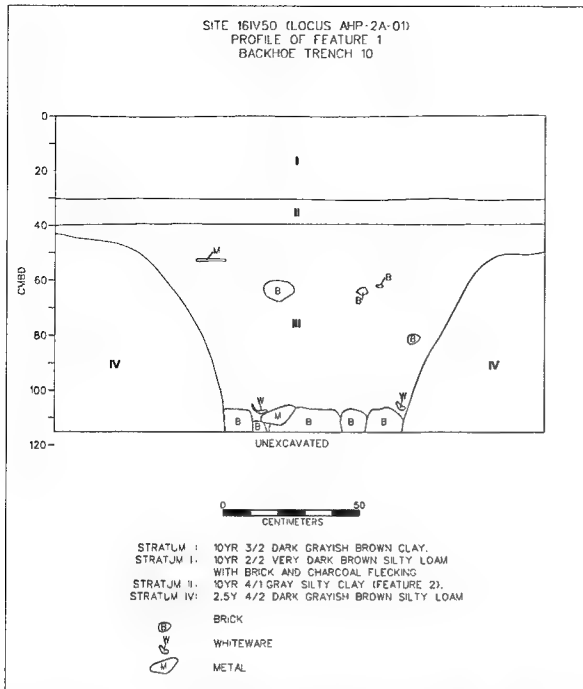 SITE 16IV50 (LOCUS AHP-2A-01)
PROFILE OF FEATURE 1
BACKHOE TRENCH 10
0
I
20
II
40
M
B
CMBD
60
B
B
III
80
B
IV
IV
100
W
W
M
B
B
B
B
B
120
UNEXCAVATED
0
50
CENTIMETERS
STRATUM I: 10YR 3/2 DARK GRAYISH BROWN CLAY.
STRATUM I. 10YR 2/2 VERY DARK BROWN SILTY LOAM
WITH BRICK AND CHARCOAL FLECKING
STRATUM II. 10YR 4/1 GRAY SILTY CLAY (FEATURE 2).
STRATUM IV: 2.5Y 4/2 DARK GRAYISH BROWN SILTY LOAM
B BRICK
W WHITEWARE
M METAL